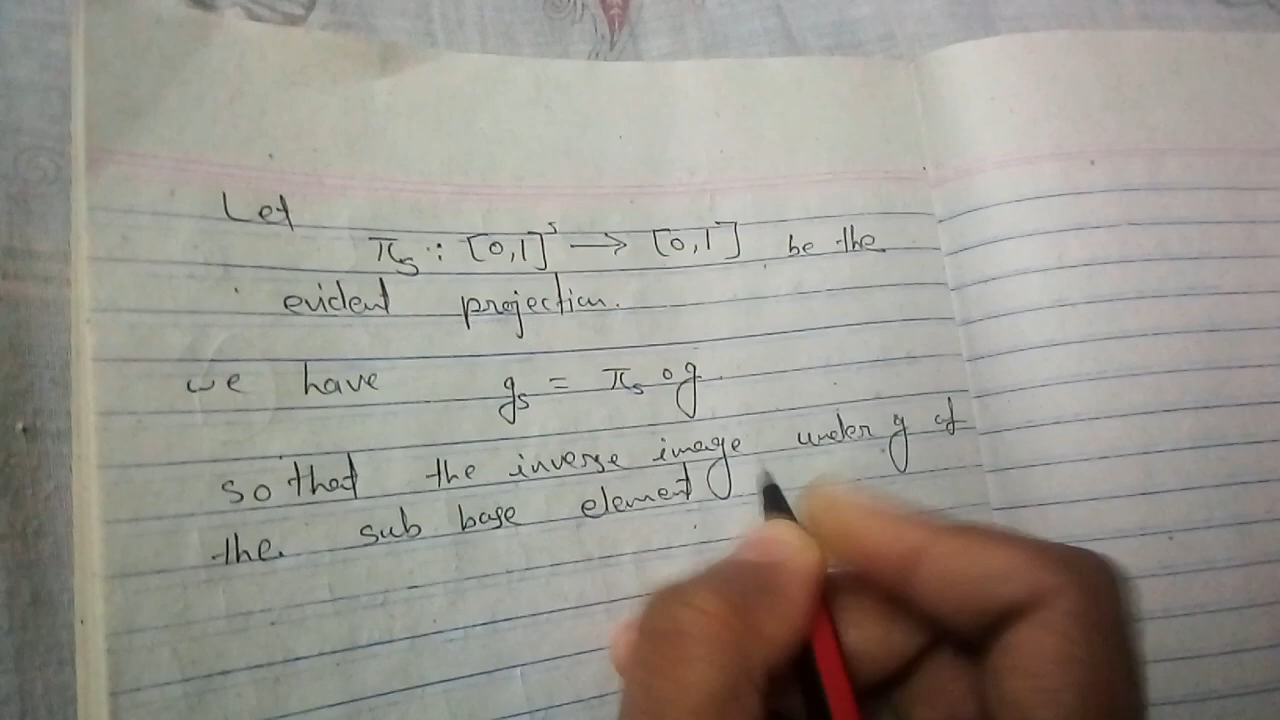 Let
π_s : [0,1]^s → [0,1] be the
evident projection.
we have g_s = π_s ∘ g
so that the inverse image under g of
the sub base element